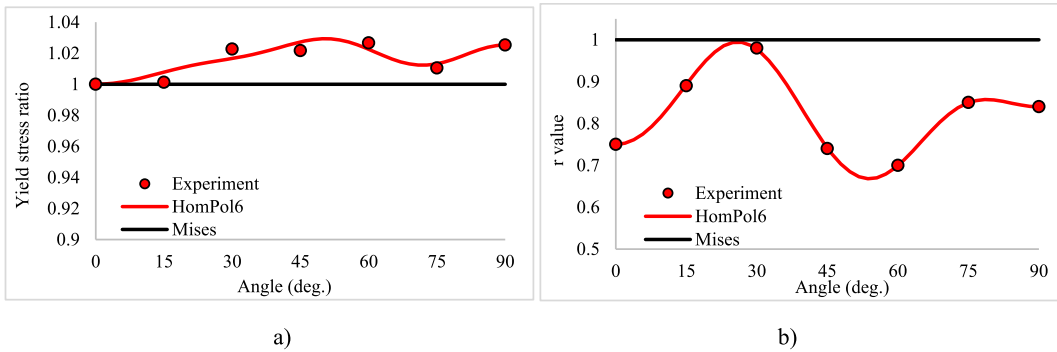 Yield stress ratio
1.04
1.02
1
0.98
0.96
0.94
0.92
0.9
Experiment
HomPol6
Mises
0 15 30 45 60 75 90
Angle (deg.)
a)
r value
1
0.9
0.8
0.7
0.6
0.5
Experiment
HomPol6
Mises
0 15 30 45 60 75 90
Angle (deg.)
b)